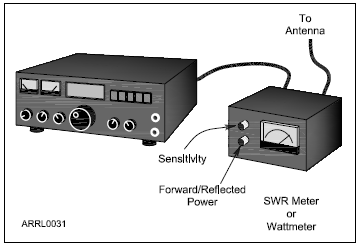 To
Antenna
Sensitivity
Forward/Reflected
Power
SWR Meter
or
Wattmeter
ARRL0031